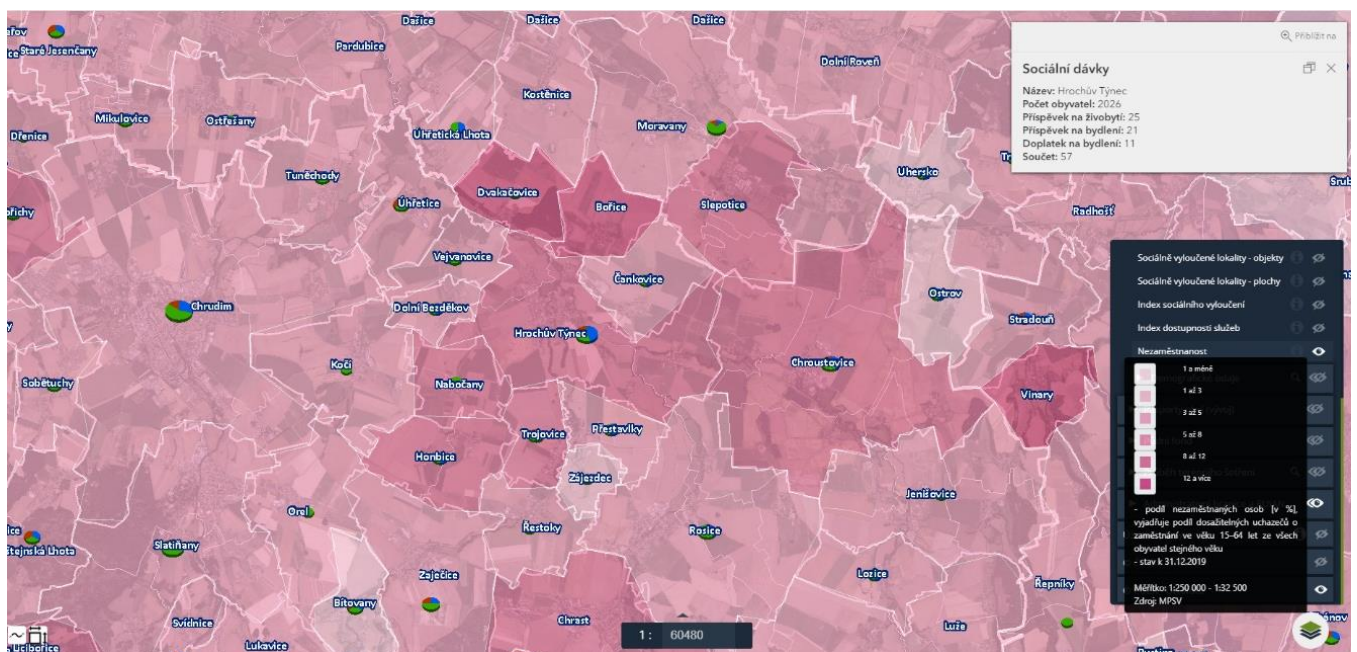 Dašice
Dašice
Dašice
Staré Jesenčany
Pardubice
Dolní Roveň
Kostěnice
Mikulovice
Ostřešany
Dřenice
Úhřetická Lhota
Moravany
Tuněchody
Uhersko
Dvakačovice
Bořice
Slepotice
Úhřetice
Radhošť
Vejvanovice
Čankovice
Ostrov
Dolní Bezděkov
Chrudim
Stradouň
Hrochův Týnec
Koči
Chroustovice
Sobětuchy
Nabočany
Vinary
Přestavlky
Trojovice
Honbice
Zájezdec
Jenišovice
Orel
Řestoky
Rosice
Slatiňany
Zaječice
Lozice
Řepníky
Bítovany
Chrast
Svídnice
Luže
Lukavice
1 : 60480
Přiblížit na
Sociální dávky
Název: Hrochův Týnec
Počet obyvatel: 2026
Příspěvek na živobytí: 25
Příspěvek na bydlení: 21
Doplatek na bydlení: 11
Součet: 57
Sociálně vyloučené lokality - objekty
Sociálně vyloučené lokality - plochy
Index sociálního vyloučení
Index dostupnosti služeb
Nezaměstnanost
1 a méně
1 až 3
3 až 5
5 až 8
8 až 12
12 a více
- podíl nezaměstnaných osob [v %],
vyjadřuje podíl dosažitelných uchazečů o
zaměstnání ve věku 15-64 let ze všech
obyvatel stejného věku
- stav k 31.12.2019
Měřítko: 1:250 000 - 1:32 500
Zdroj: MPSV